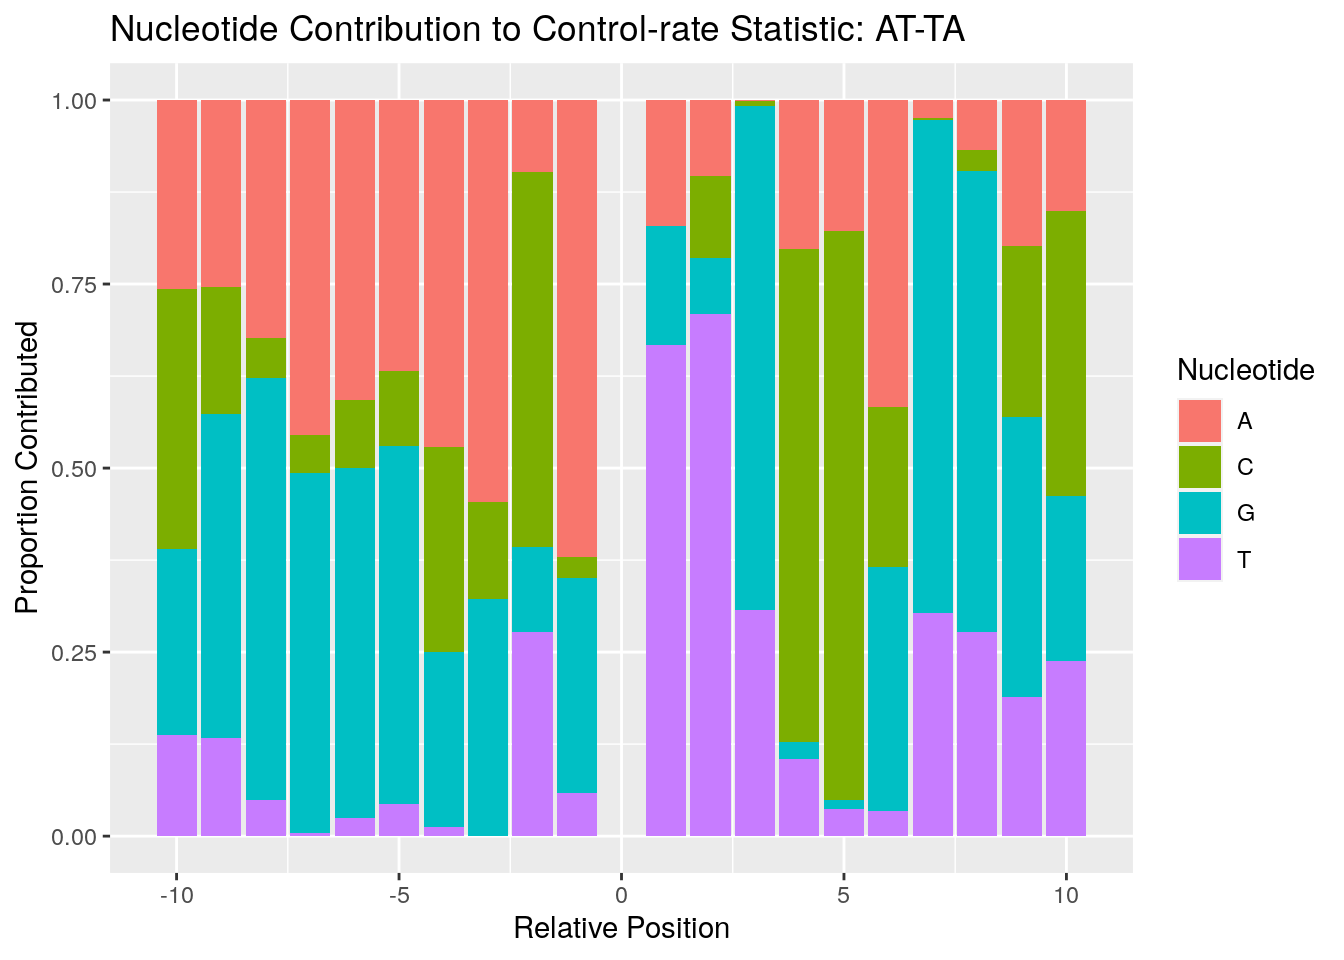 Nucleotide Contribution to Control-rate Statistic: AT-TA
Proportion Contributed
1.00
0.75
0.50
0.25
0.00
-10
-5
0
5
10
Relative Position
Nucleotide
A
C
G
T